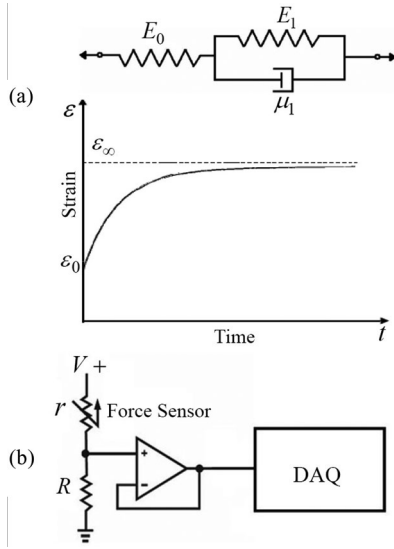 E₀
E₁
μ₁
(a)
ε
ε∞
Strain
ε₀
Time
t
V +
r
Force Sensor
(b)
+
−
R
DAQ